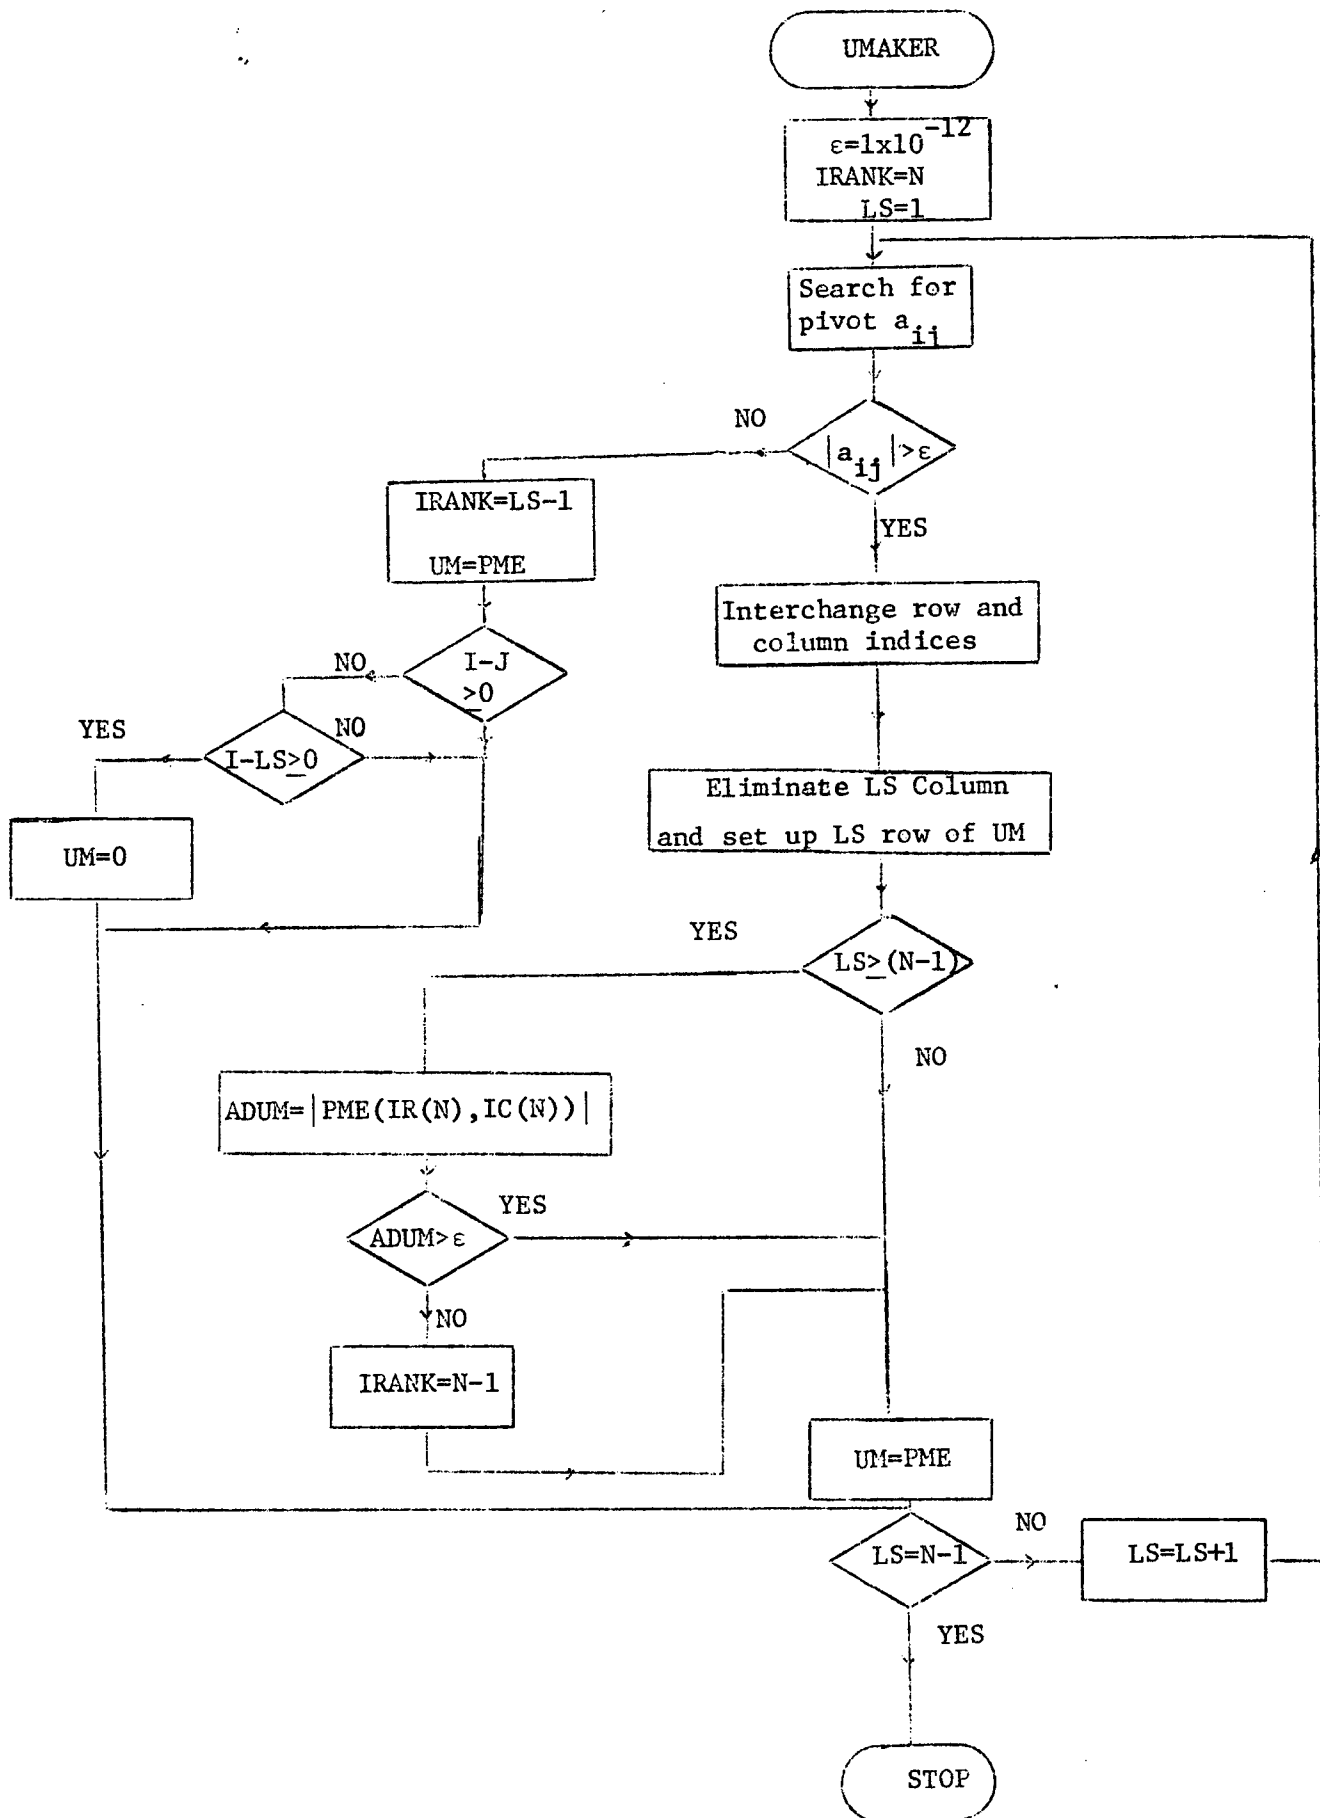 UMAKER
ε=1x10^-12
IRANK=N
LS=1
Search for
pivot a_ij
NO
|a_ij|>ε
YES
IRANK=LS-1
UM=PME
Interchange row and
column indices
I-J
≥0
NO
YES
NO
I-LS≥0
Eliminate LS Column
and set up LS row of UM
UM=0
YES
LS≥(N-1)
NO
ADUM=|PME(IR(N),IC(N))|
YES
ADUM>ε
NO
IRANK=N-1
UM=PME
NO
LS=N-1
LS=LS+1
YES
STOP